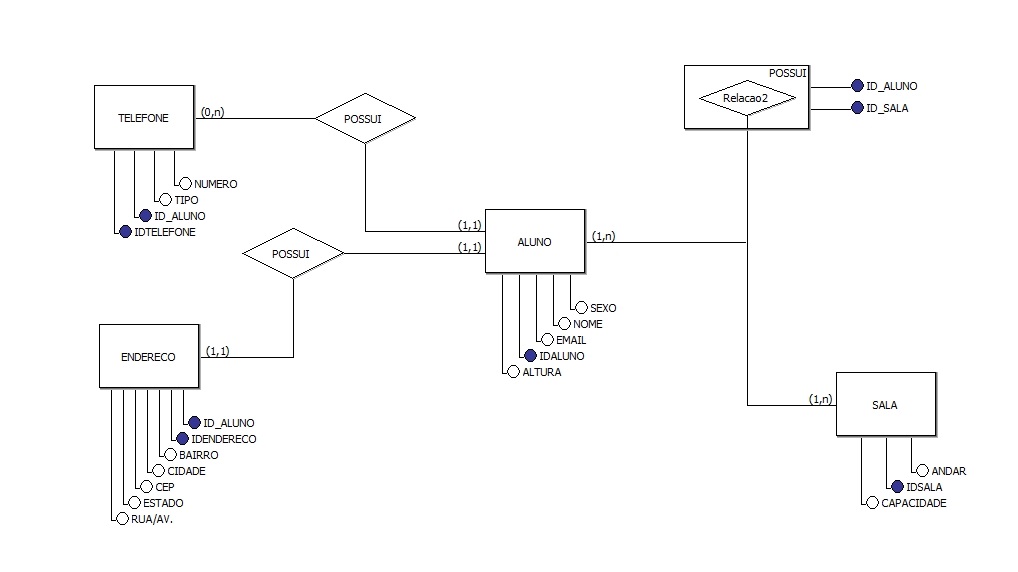 POSSUI
Relacao2
ID_ALUNO
ID_SALA
TELEFONE
(0,n)
POSSUI
NUMERO
TIPO
ID_ALUNO
IDTELEFONE
(1,1)
(1,1)
ALUNO
(1,n)
POSSUI
SEXO
NOME
EMAIL
IDALUNO
ALTURA
ENDERECO
(1,1)
ID_ALUNO
IDENDERECO
BAIRRO
CIDADE
CEP
ESTADO
RUA/AV.
(1,n)
SALA
ANDAR
IDSALA
CAPACIDADE